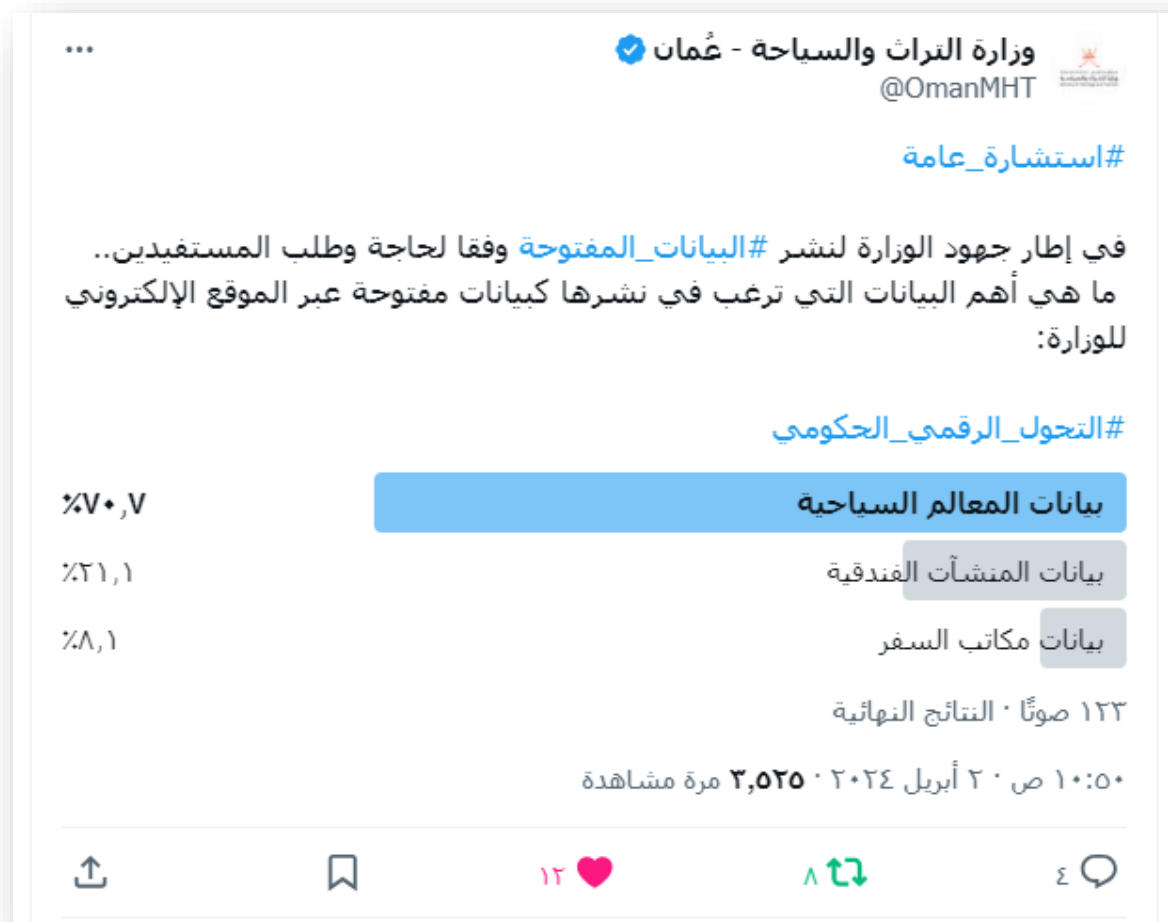 وزارة التراث والسياحة - عُمان
@OmanMHT
#استشارة_عامة
في إطار جهود الوزارة لنشر #البيانات_المفتوحة وفقا لحاجة وطلب المستفيدين..
ما هي أهم البيانات التي ترغب في نشرها كبيانات مفتوحة عبر الموقع الإلكتروني
للوزارة:
#التحول_الرقمي_الحكومي
بيانات المعالم السياحية ٧٠,٧٪
بيانات المنشآت الفندقية ٢١,١٪
بيانات مكاتب السفر ٨,١٪
١٢٣ صوتًا · النتائج النهائية
١٠:٥٠ ص · ٢ أبريل ٢٠٢٤ · ٣,٥٢٥ مرة مشاهدة
٤ ٨ ١٢